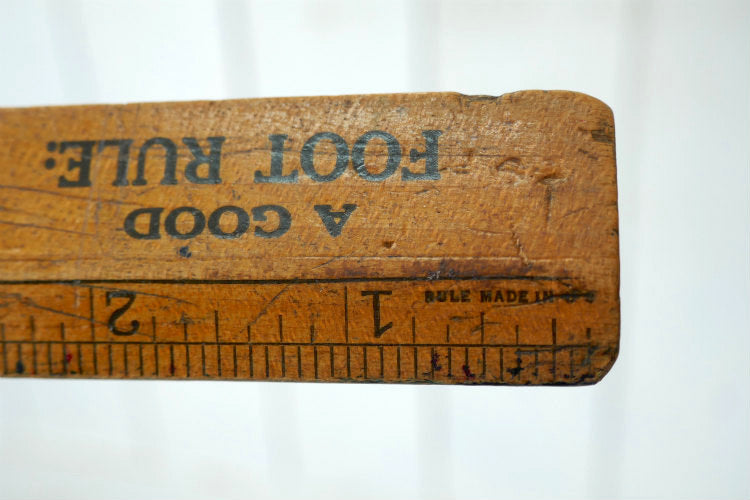 A GOOD
FOOT RULE:
1 2
RULE MADE IN